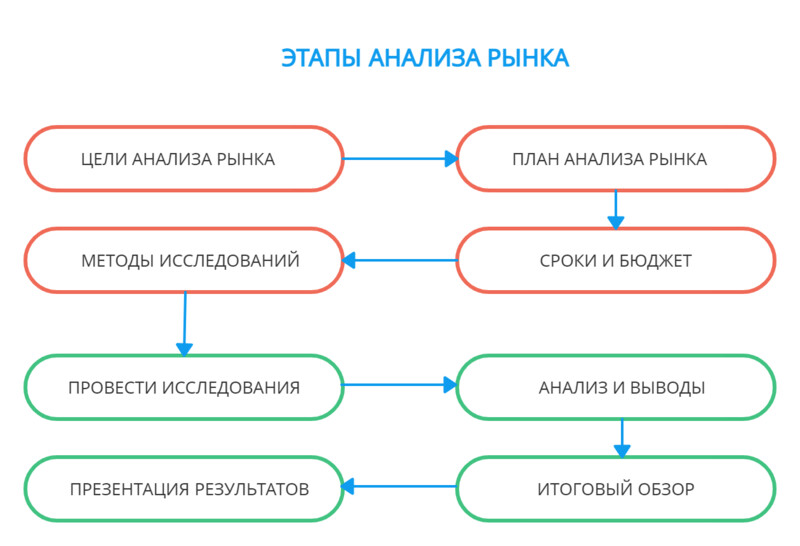 ЭТАПЫ АНАЛИЗА РЫНКА
ЦЕЛИ АНАЛИЗА РЫНКА
ПЛАН АНАЛИЗА РЫНКА
СРОКИ И БЮДЖЕТ
МЕТОДЫ ИССЛЕДОВАНИЙ
ПРОВЕСТИ ИССЛЕДОВАНИЯ
АНАЛИЗ И ВЫВОДЫ
ИТОГОВЫЙ ОБЗОР
ПРЕЗЕНТАЦИЯ РЕЗУЛЬТАТОВ